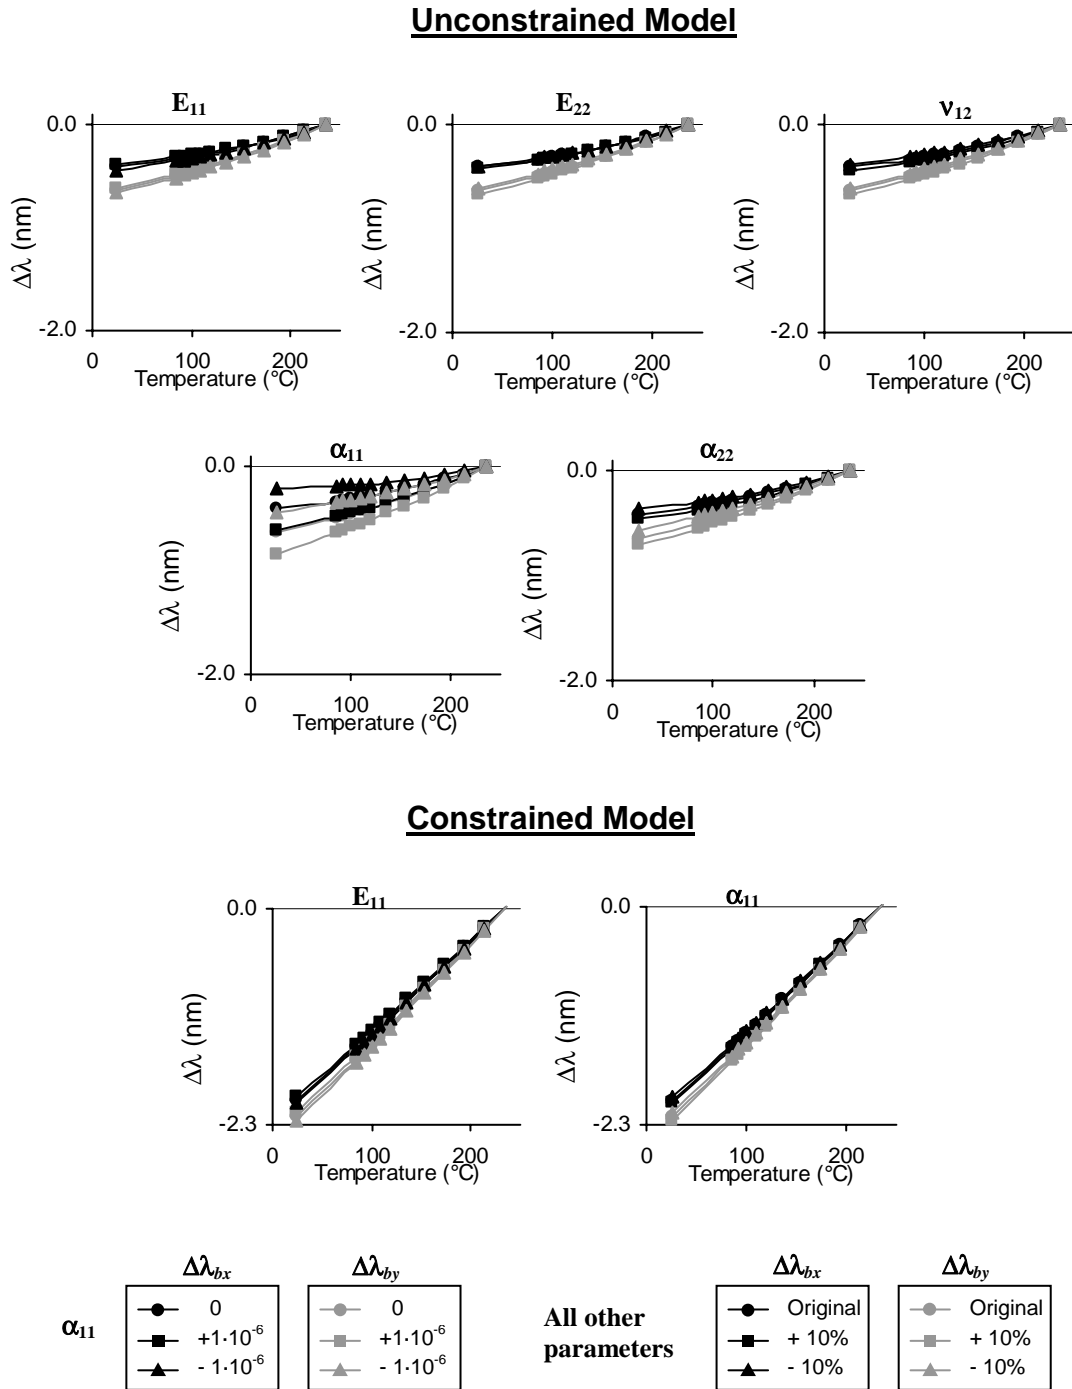 Unconstrained Model
E₁₁
0.0
-2.0
Δλ (nm)
0 100 200
Temperature (°C)
E₂₂
0.0
-2.0
Δλ (nm)
0 100 200
Temperature (°C)
ν₁₂
0.0
-2.0
Δλ (nm)
0 100 200
Temperature (°C)
α₁₁
0.0
-2.0
Δλ (nm)
0 100 200
Temperature (°C)
α₂₂
0.0
-2.0
Δλ (nm)
0 100 200
Temperature (°C)
Constrained Model
E₁₁
0.0
-2.3
Δλ (nm)
0 100 200
Temperature (°C)
α₁₁
0.0
-2.3
Δλ (nm)
0 100 200
Temperature (°C)
α₁₁
Δλbx
0
+1·10⁻⁶
- 1·10⁻⁶
Δλby
0
+1·10⁻⁶
- 1·10⁻⁶
All other
parameters
Δλbx
Original
+ 10%
- 10%
Δλby
Original
+ 10%
- 10%